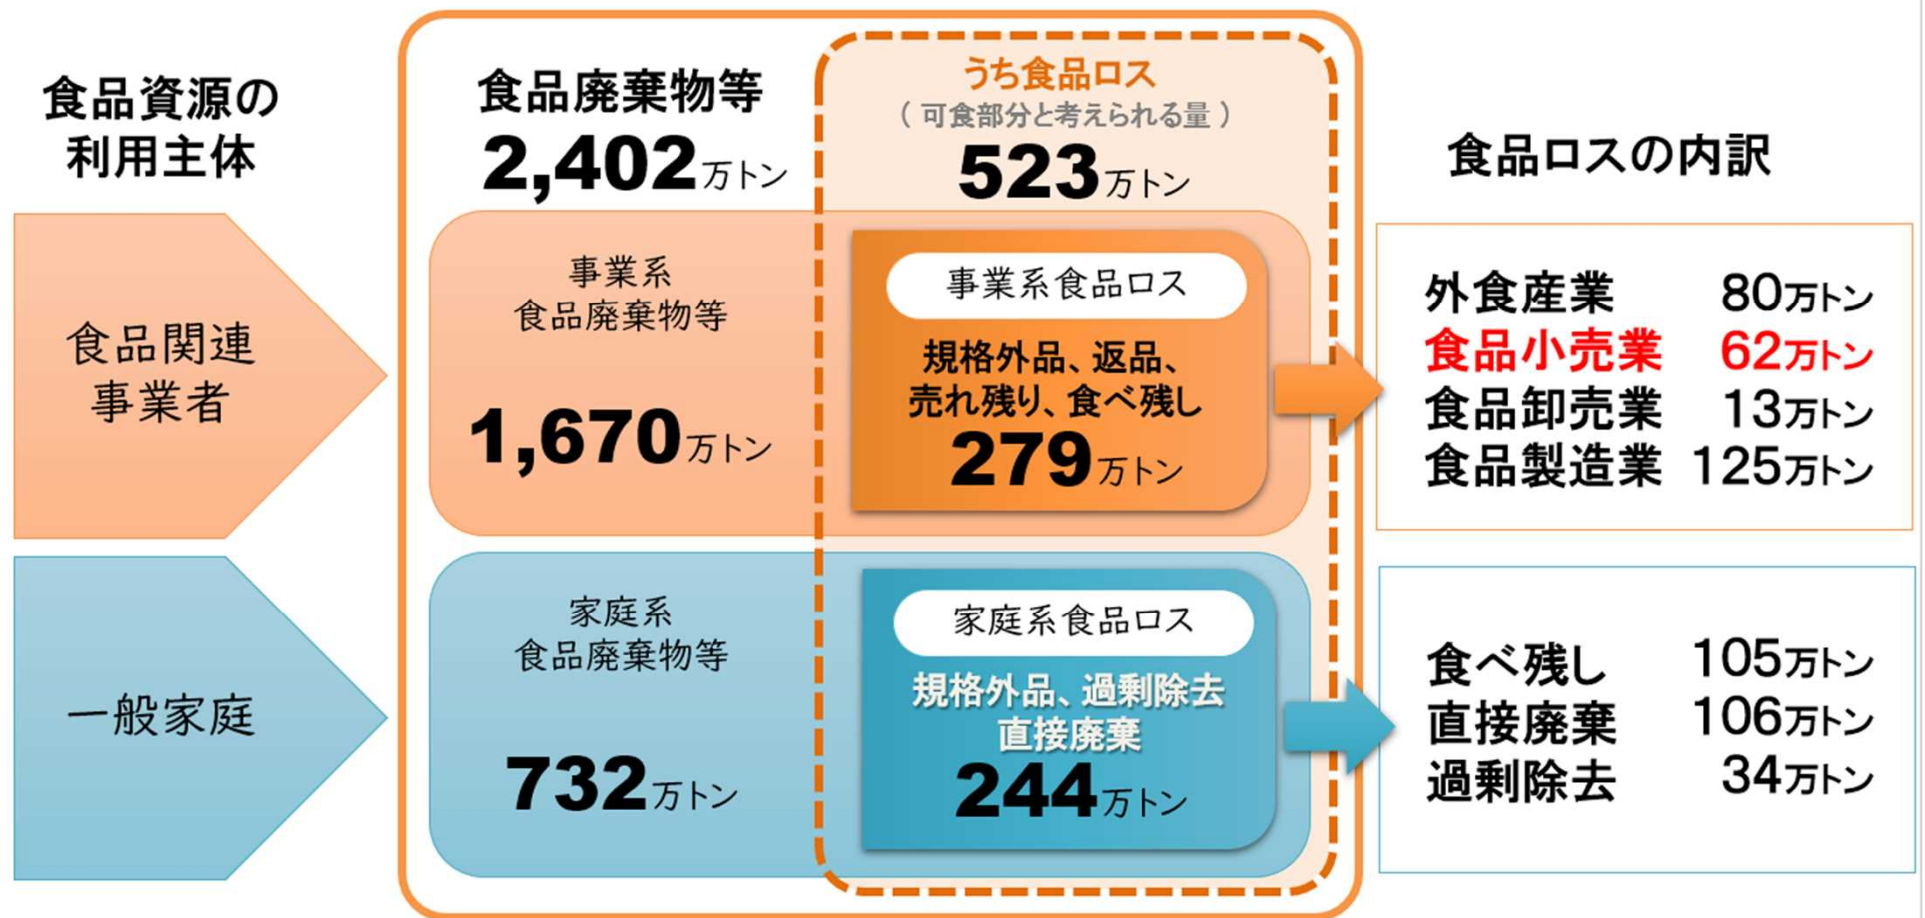 食品資源の
利用主体
食品廃棄物等
2,402万トン
うち食品ロス
（ 可食部分と考えられる量 ）
523万トン
食品ロスの内訳
食品関連
事業者
事業系
食品廃棄物等
1,670万トン
事業系食品ロス
規格外品、返品、
売れ残り、食べ残し
279万トン
外食産業 80万トン
食品小売業 62万トン
食品卸売業 13万トン
食品製造業 125万トン
一般家庭
家庭系
食品廃棄物等
732万トン
家庭系食品ロス
規格外品、過剰除去
直接廃棄
244万トン
食べ残し 105万トン
直接廃棄 106万トン
過剰除去 34万トン